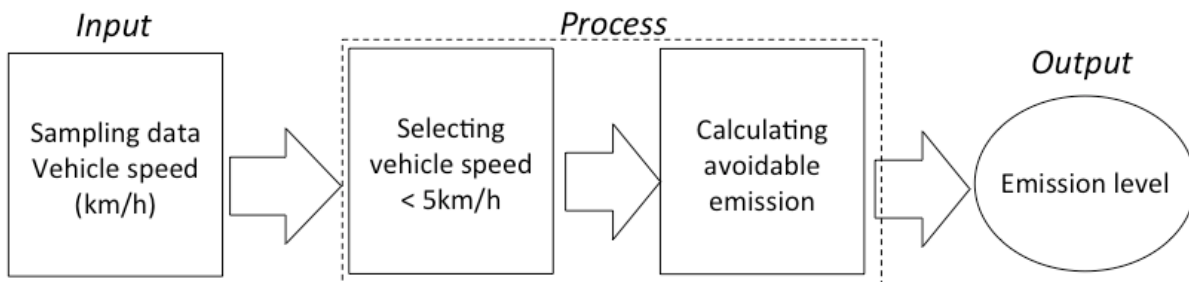 Input
Process
Output
Sampling data
Vehicle speed
(km/h)
Selecting
vehicle speed
< 5km/h
Calculating
avoidable
emission
Emission level